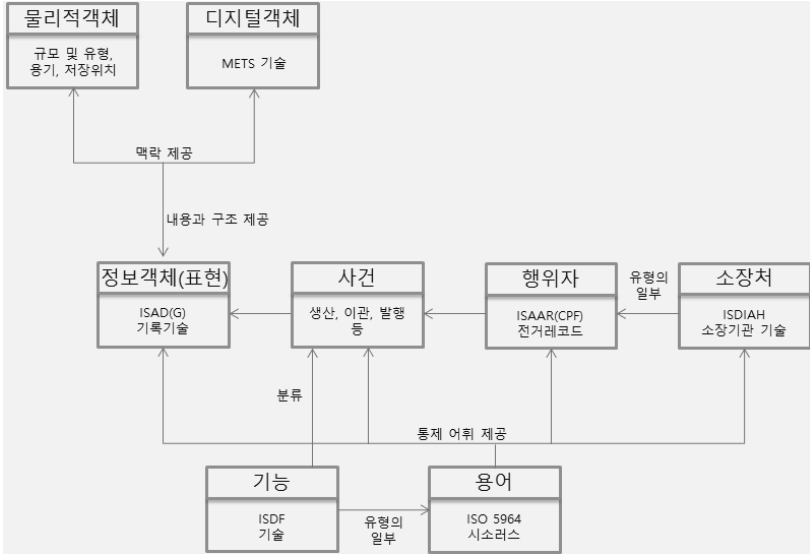 물리적객체
규모 및 유형,
용기, 저장위치
디지털객체
METS 기술
맥락 제공
내용과 구조 제공
정보객체(표현)
ISAD(G)
기록기술
사건
생산, 이관, 발행
등
행위자
ISAAR(CPF)
전거레코드
유형의
일부
소장처
ISDIAH
소장기관 기술
분류
통제 어휘 제공
기능
ISDF
기술
유형의
일부
용어
ISO 5964
시소러스